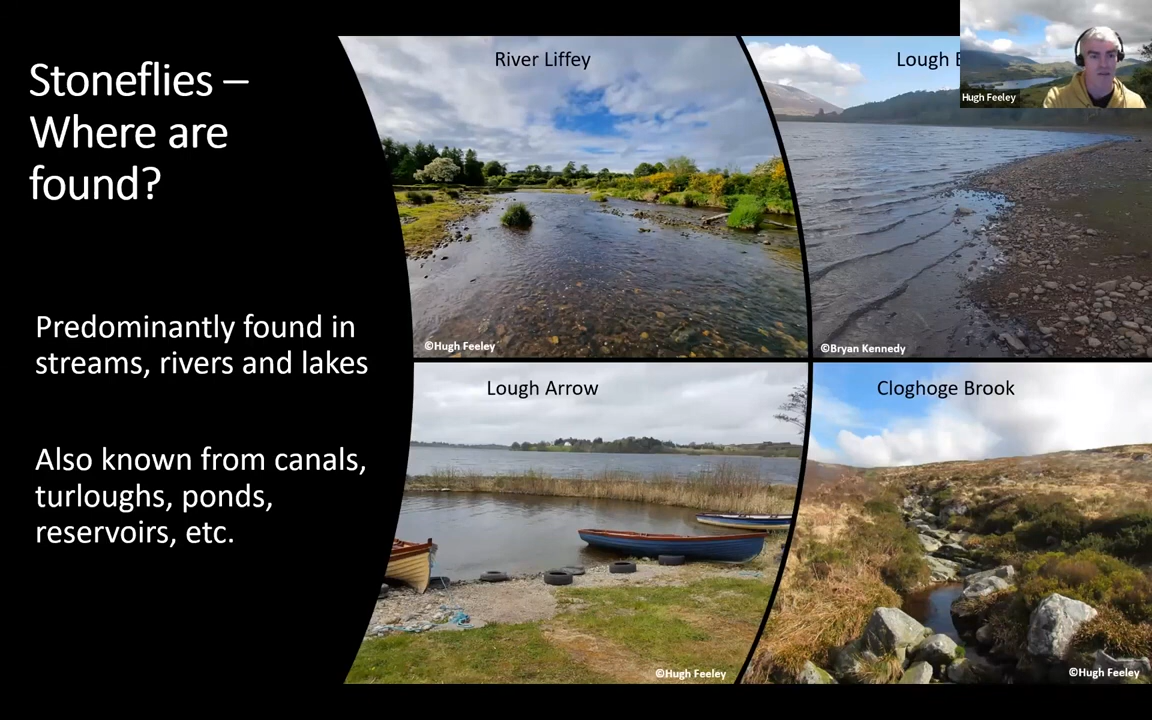 Stoneflies –
Where are
found?
Predominantly found in
streams, rivers and lakes
Also known from canals,
turloughs, ponds,
reservoirs, etc.
River Liffey
©Hugh Feeley
Lough
©Bryan Kennedy
Hugh Feeley
Lough Arrow
©Hugh Feeley
Cloghoge Brook
©Hugh Feeley